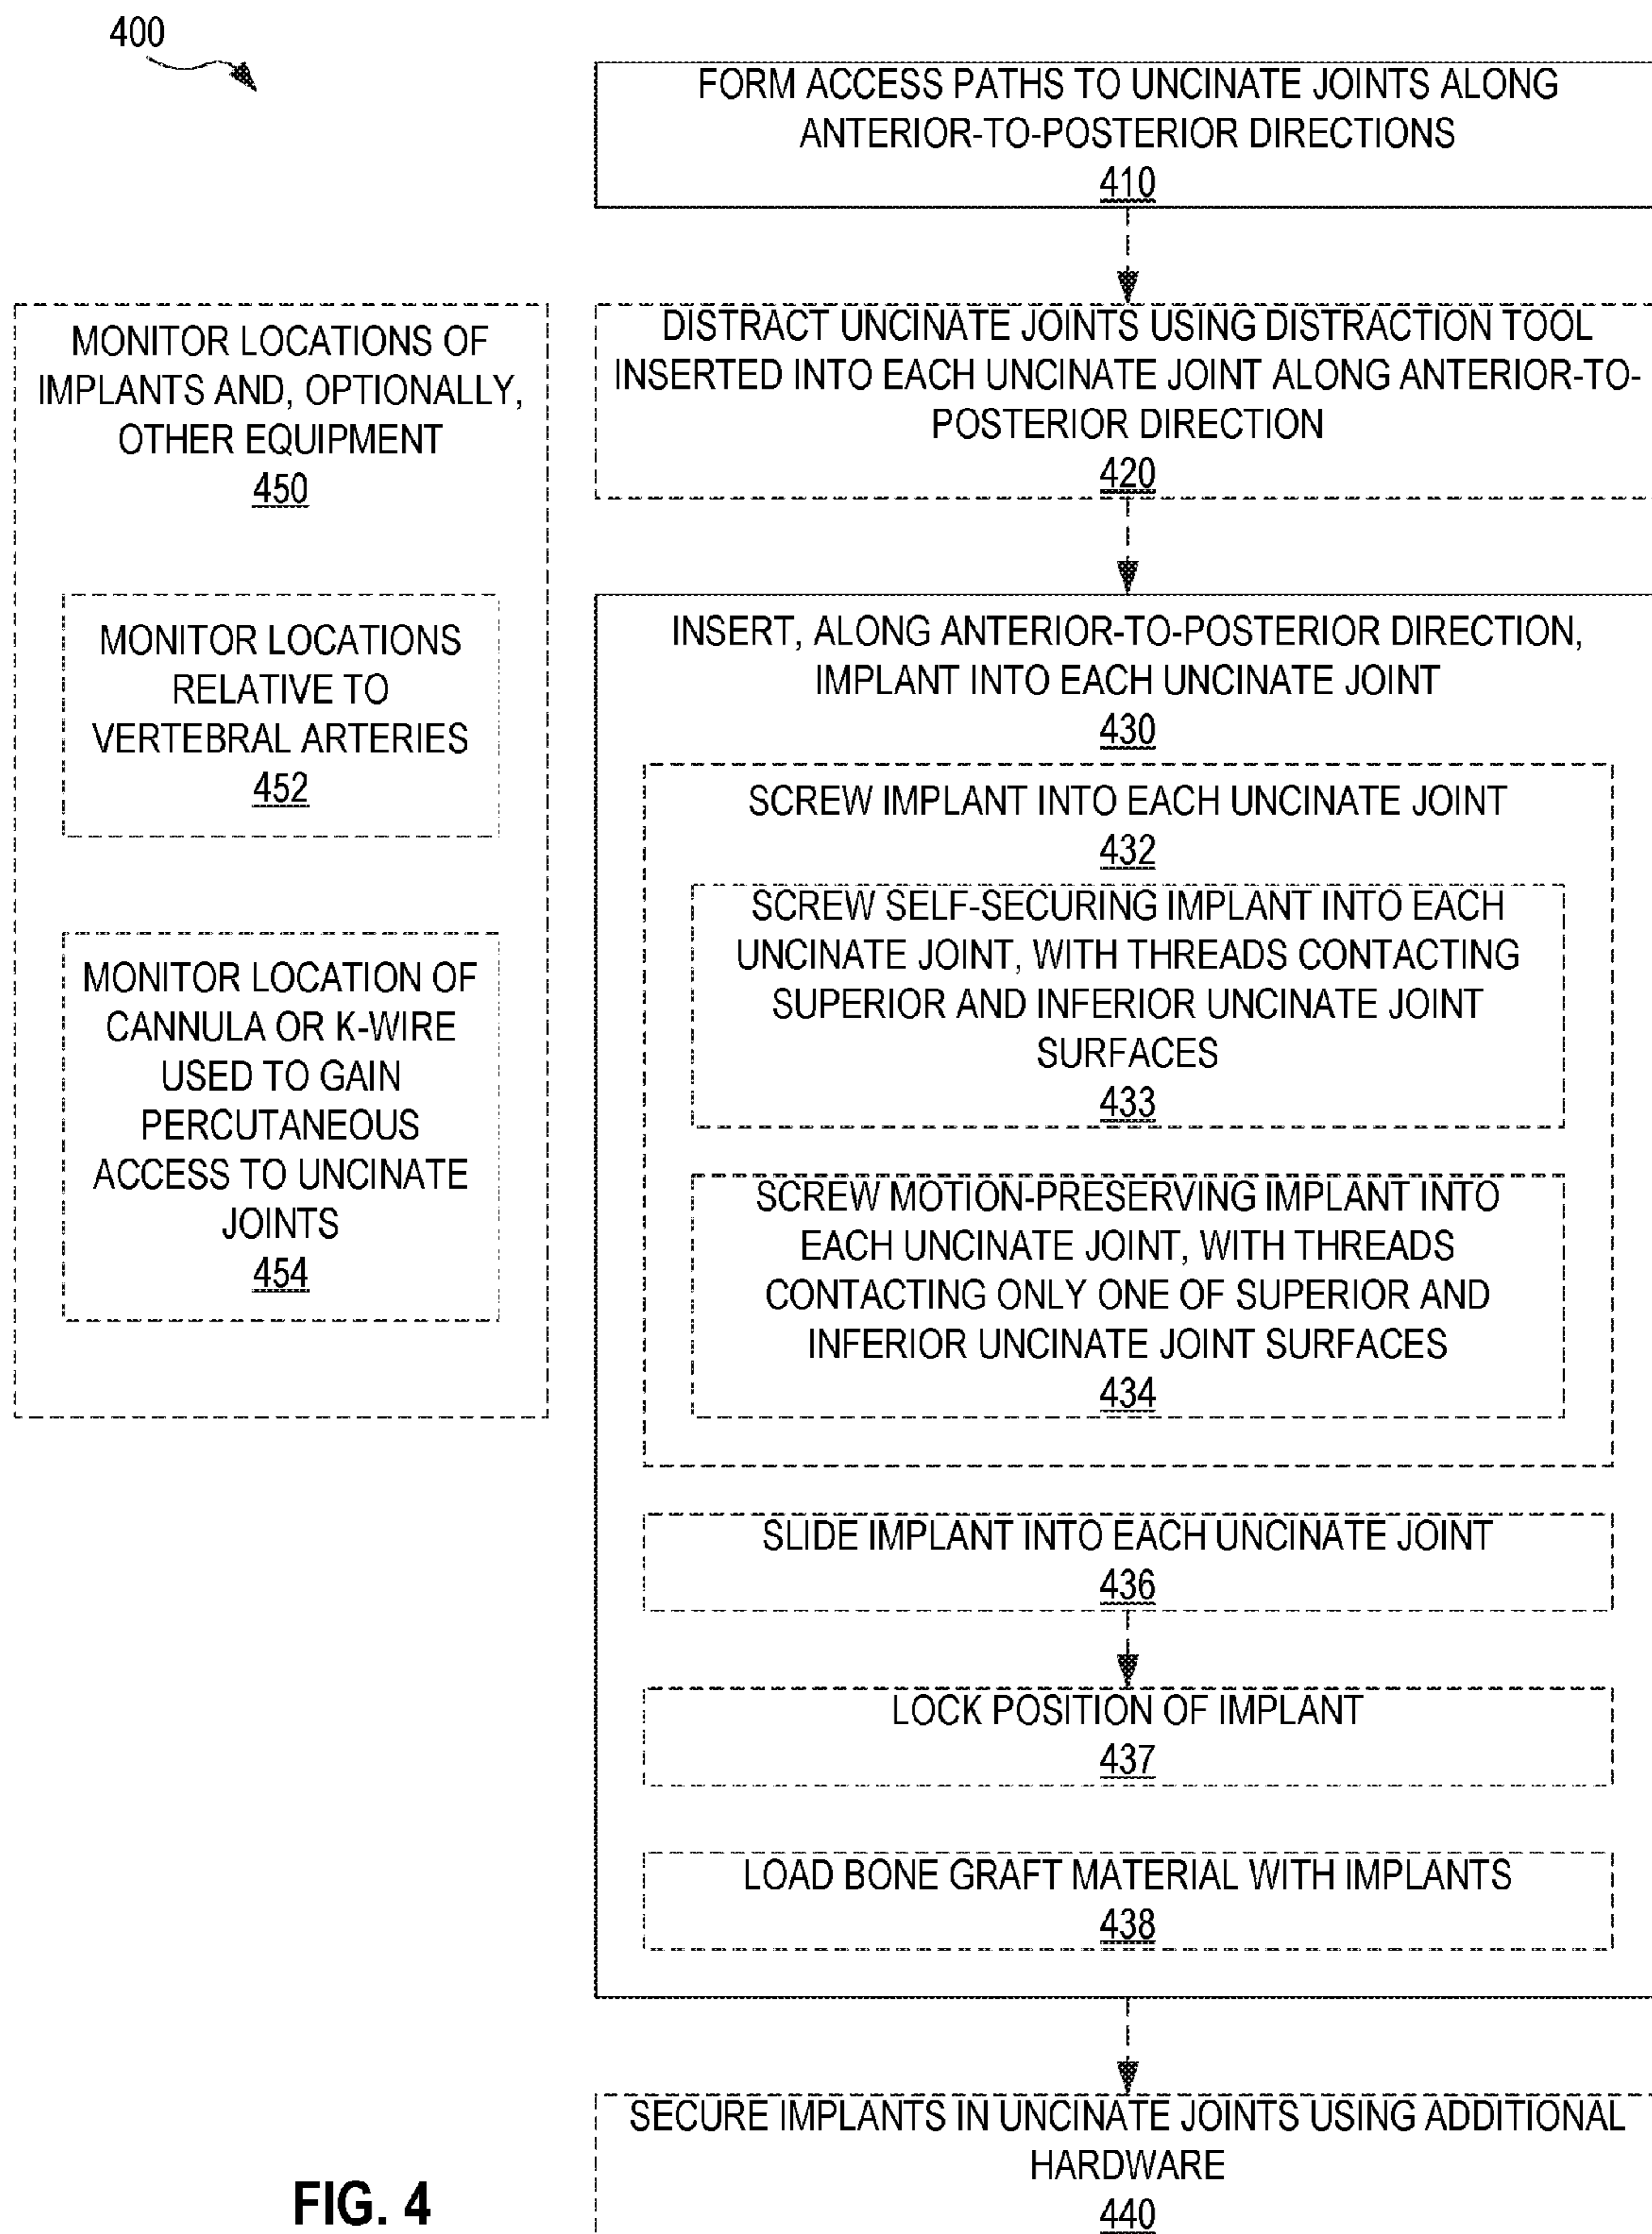 400
FORM ACCESS PATHS TO UNCINATE JOINTS ALONG
ANTERIOR-TO-POSTERIOR DIRECTIONS
410
DISTRACT UNCINATE JOINTS USING DISTRACTION TOOL
INSERTED INTO EACH UNCINATE JOINT ALONG ANTERIOR-TO-
POSTERIOR DIRECTION
420
MONITOR LOCATIONS OF
IMPLANTS AND, OPTIONALLY,
OTHER EQUIPMENT
450
MONITOR LOCATIONS
RELATIVE TO
VERTEBRAL ARTERIES
452
MONITOR LOCATION OF
CANNULA OR K-WIRE
USED TO GAIN
PERCUTANEOUS
ACCESS TO UNCINATE
JOINTS
454
INSERT, ALONG ANTERIOR-TO-POSTERIOR DIRECTION,
IMPLANT INTO EACH UNCINATE JOINT
430
SCREW IMPLANT INTO EACH UNCINATE JOINT
432
SCREW SELF-SECURING IMPLANT INTO EACH
UNCINATE JOINT, WITH THREADS CONTACTING
SUPERIOR AND INFERIOR UNCINATE JOINT
SURFACES
433
SCREW MOTION-PRESERVING IMPLANT INTO
EACH UNCINATE JOINT, WITH THREADS
CONTACTING ONLY ONE OF SUPERIOR AND
INFERIOR UNCINATE JOINT SURFACES
434
SLIDE IMPLANT INTO EACH UNCINATE JOINT
436
LOCK POSITION OF IMPLANT
437
LOAD BONE GRAFT MATERIAL WITH IMPLANTS
438
SECURE IMPLANTS IN UNCINATE JOINTS USING ADDITIONAL
HARDWARE
440
FIG. 4